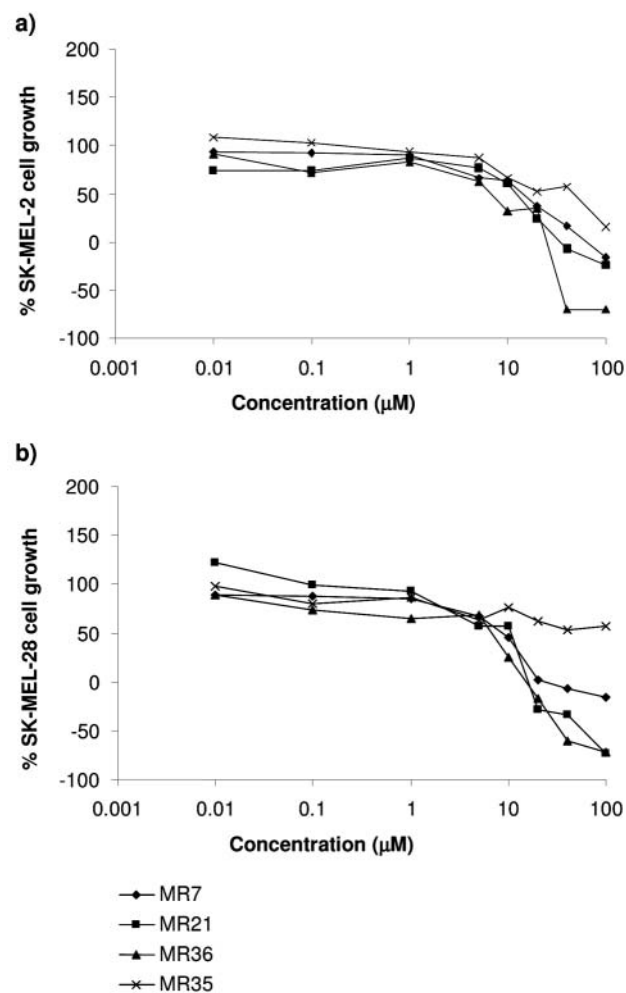 a)
200
150
100
50
0
-50
-100
% SK-MEL-2 cell growth
0.001 0.01 0.1 1 10 100
Concentration (μM)
b)
200
150
100
50
0
-50
-100
% SK-MEL-28 cell growth
0.001 0.01 0.1 1 10 100
Concentration (μM)
MR7
MR21
MR36
MR35